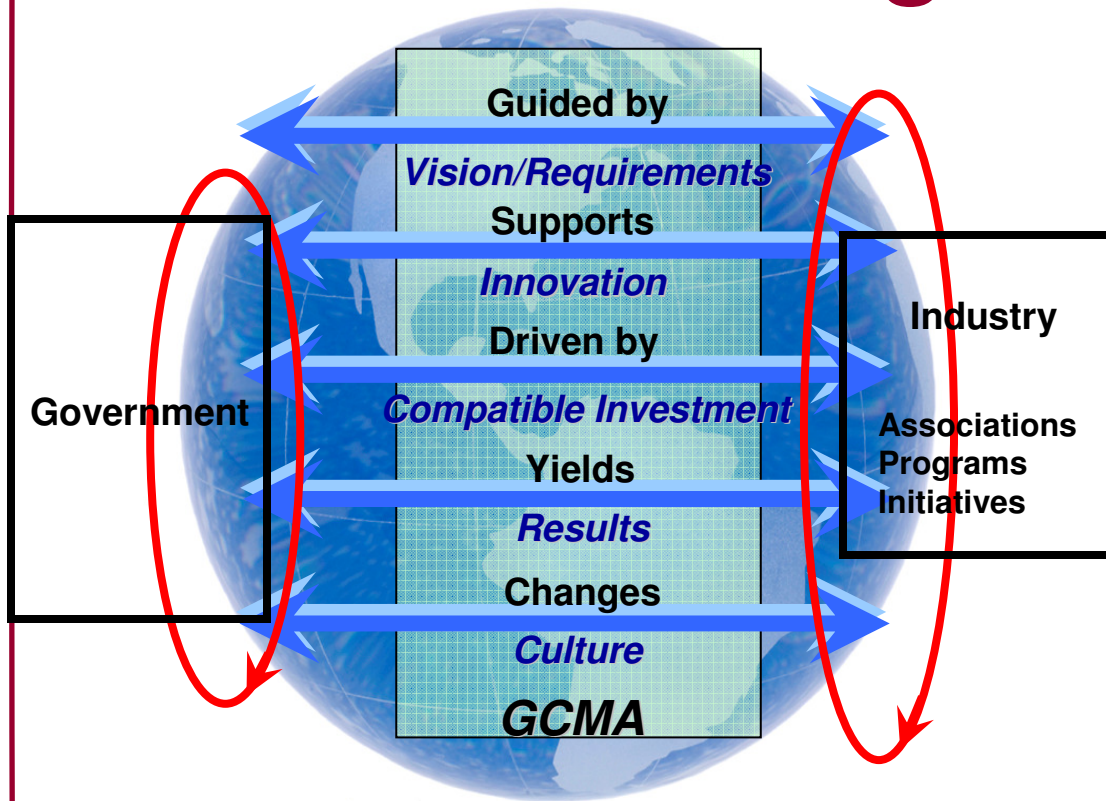 Guided by
Vision/Requirements
Supports
Innovation
Driven by
Compatible Investment
Yields
Results
Changes
Culture
GCMA
Government
Industry
Associations
Programs
Initiatives